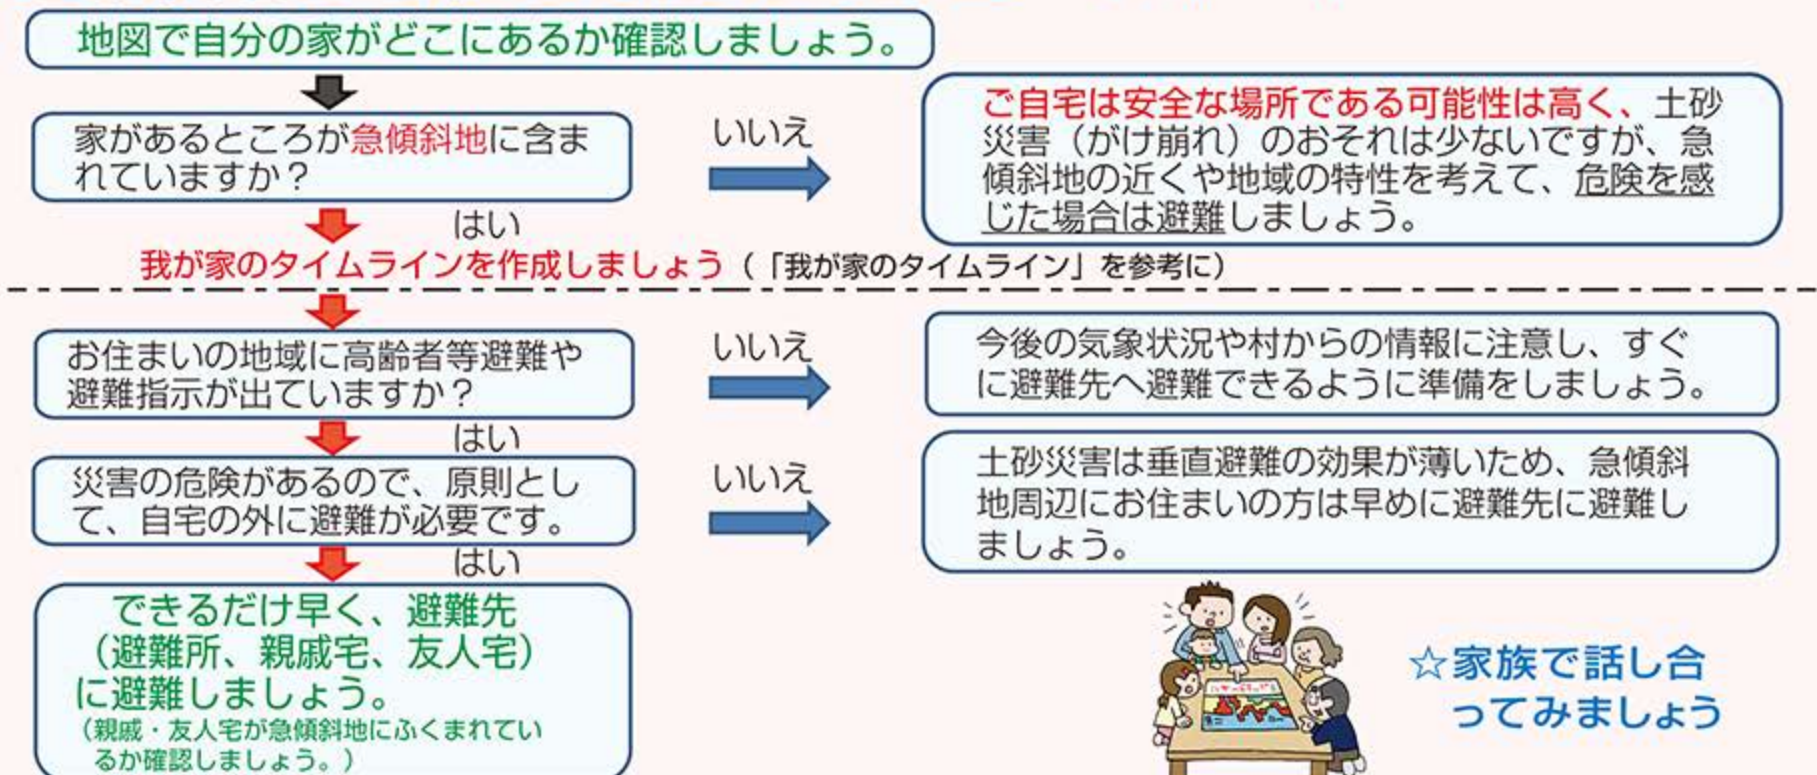 地図で自分の家がどこにあるか確認しましょう。
家があるところが急傾斜地に含ま
れていますか？
いいえ
ご自宅は安全な場所である可能性は高く、土砂
災害（がけ崩れ）のおそれは少ないですが、急
傾斜地の近くや地域の特性を考えて、危険を感
じた場合は避難しましょう。
はい
我が家のタイムラインを作成しましょう（「我が家のタイムライン」を参考に）
お住まいの地域に高齢者等避難や
避難指示が出ていますか？
いいえ
今後の気象状況や村からの情報に注意し、すぐ
に避難先へ避難できるように準備をしましょう。
はい
災害の危険があるので、原則とし
て、自宅の外に避難が必要です。
いいえ
土砂災害は垂直避難の効果が薄いため、急傾斜
地周辺にお住まいの方は早めに避難先に避難し
ましょう。
はい
できるだけ早く、避難先
（避難所、親戚宅、友人宅）
に避難しましょう。
（親戚・友人宅が急傾斜地にふくまれてい
るか確認しましょう。）
☆家族で話し合
ってみましょう